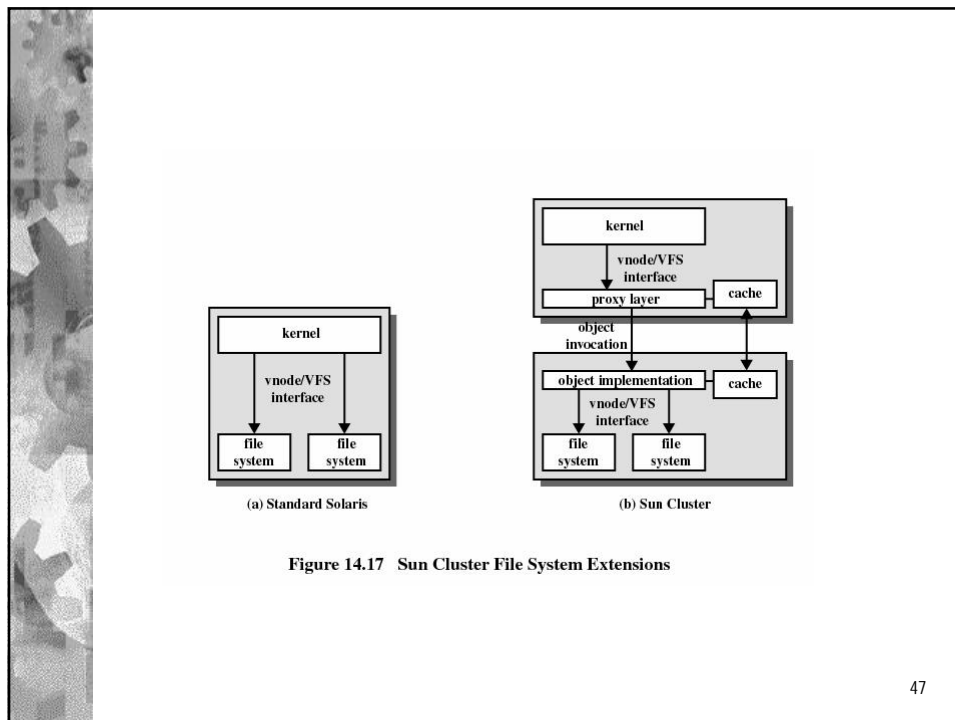 kernel
vnode/VFS
interface
file
system
file
system
(a) Standard Solaris
kernel
vnode/VFS
interface
proxy layer
cache
object
invocation
object implementation
cache
vnode/VFS
interface
file
system
file
system
(b) Sun Cluster
Figure 14.17 Sun Cluster File System Extensions
47